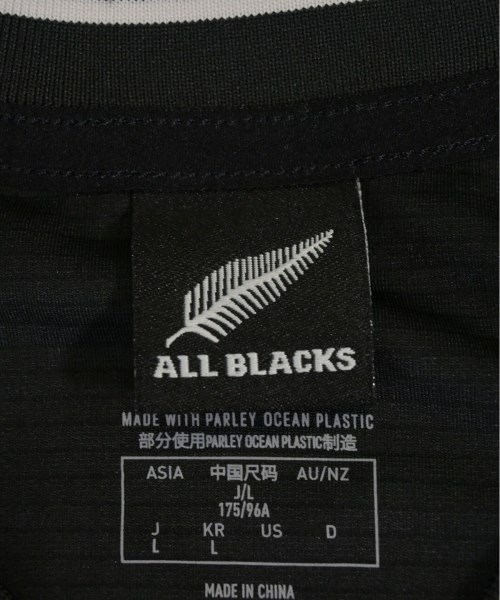 ALL BLACKS
MADE WITH PARLEY OCEAN PLASTIC
部分使用PARLEY OCEAN PLASTIC制造
ASIA 中国尺码 AU/NZ
J/L
175/96A
J KR US D
L L
MADE IN CHINA